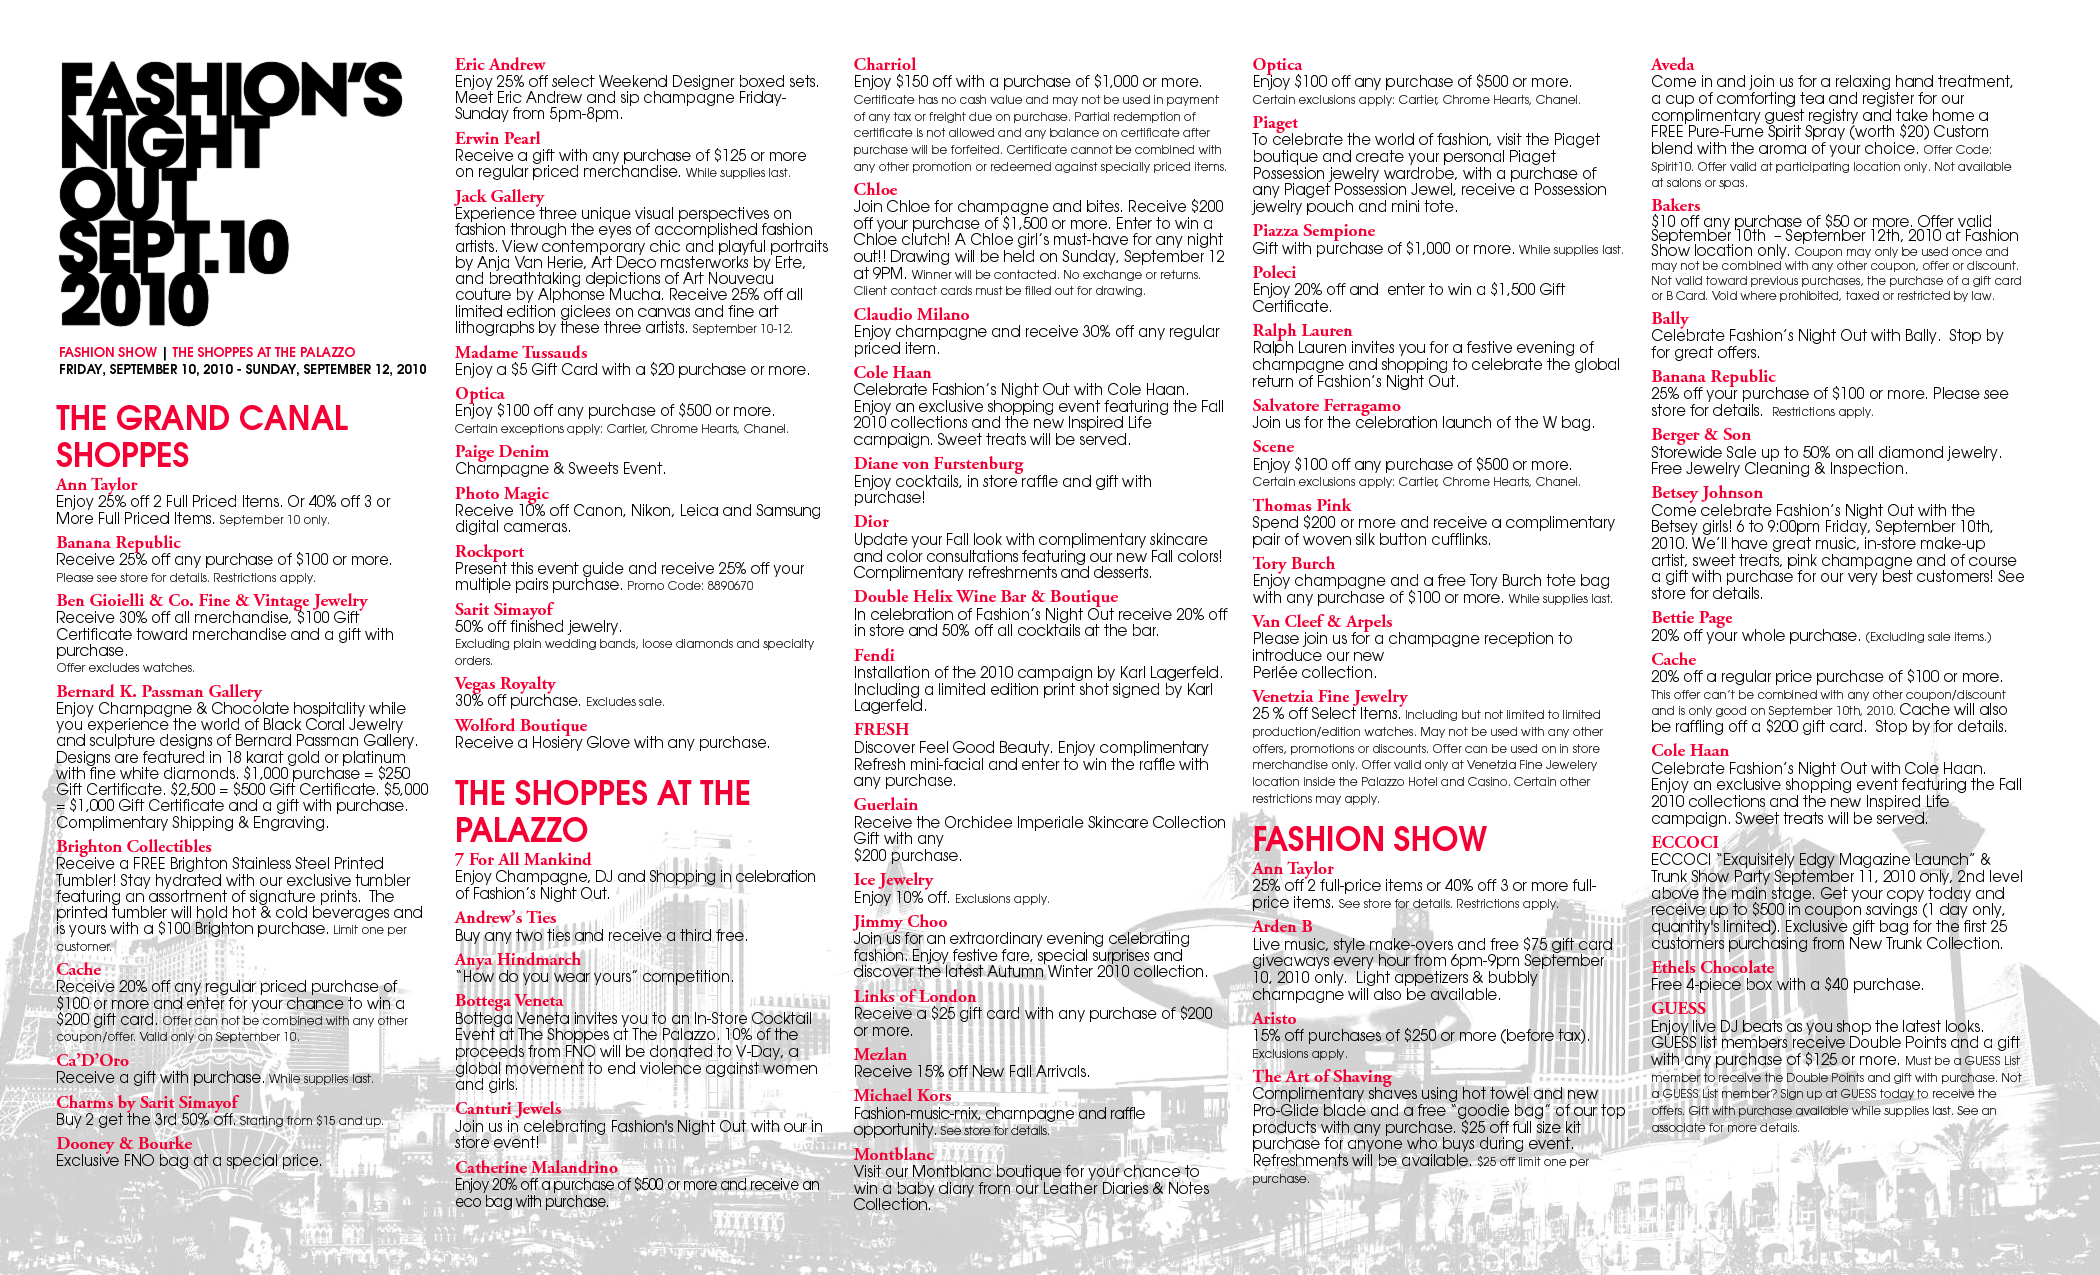 FASHION'S
NIGHT
OUT
SEPT.10
2010
FASHION SHOW | THE SHOPPES AT THE PALAZZO
FRIDAY, SEPTEMBER 10, 2010 - SUNDAY, SEPTEMBER 12, 2010
THE GRAND CANAL
SHOPPES
Ann Taylor
Enjoy 25% off 2 Full Priced Items. Or 40% off 3 or
More Full Priced Items. September 10 only.
Banana Republic
Receive 25% off any purchase of $100 or more.
Please see store for details. Restrictions apply.
Ben Gioielli & Co. Fine & Vintage Jewelry
Receive 30% off all merchandise, $100 Gift
Certificate toward merchandise and a gift with
purchase.
Offer excludes watches.
Bernard K. Passman Gallery
Enjoy Champagne & Chocolate hospitality while
you experience the world of Black Coral Jewelry
and sculpture designs of Bernard Passman Gallery.
Designs are featured in 18 karat gold or platinum
with fine white diamonds. $1,000 purchase = $250
Gift Certificate. $2,500 = $500 Gift Certificate. $5,000
= $1,000 Gift Certificate and a gift with purchase.
Complimentary Shipping & Engraving.
Brighton Collectibles
Receive a FREE Brighton Stainless Steel Printed
Tumbler! Stay hydrated with our exclusive tumbler
featuring an assortment of signature prints.  The
printed tumbler will hold hot & cold beverages and
is yours with a $100 Brighton purchase. Limit one per
customer.
Cache
Receive 20% off any regular priced purchase of
$100 or more and enter for your chance to win a
$200 gift card. Offer can not be combined with any other
coupon/offer. Valid only on September 10.
Ca'D'Oro
Receive a gift with purchase. While supplies last.
Charms by Sarit Simayof
Buy 2 get the 3rd 50% off. Starting from $15 and up.
Dooney & Bourke
Exclusive FNO bag at a special price.
Eric Andrew
Enjoy 25% off select Weekend Designer boxed sets.
Meet Eric Andrew and sip champagne Friday-
Sunday from 5pm-8pm.
Erwin Pearl
Receive a gift with any purchase of $125 or more
on regular priced merchandise. While supplies last.
Jack Gallery
Experience three unique visual perspectives on
fashion through the eyes of accomplished fashion
artists. View contemporary chic and playful portraits
by Anja Van Herie, Art Deco masterworks by Erte,
and breathtaking depictions of Art Nouveau
couture by Alphonse Mucha. Receive 25% off all
limited edition giclees on canvas and fine art
lithographs by these three artists. September 10-12.
Madame Tussauds
Enjoy a $5 Gift Card with a $20 purchase or more.
Optica
Enjoy $100 off any purchase of $500 or more.
Certain exceptions apply: Cartier, Chrome Hearts, Chanel.
Paige Denim
Champagne & Sweets Event.
Photo Magic
Receive 10% off Canon, Nikon, Leica and Samsung
digital cameras.
Rockport
Present this event guide and receive 25% off your
multiple pairs purchase. Promo Code: 8890670
Sarit Simayof
50% off finished jewelry.
Excluding plain wedding bands, loose diamonds and specialty
orders.
Vegas Royalty
30% off purchase. Excludes sale.
Wolford Boutique
Receive a Hosiery Glove with any purchase.
THE SHOPPES AT THE
PALAZZO
7 For All Mankind
Enjoy Champagne, DJ and Shopping in celebration
of Fashion's Night Out.
Andrew's Ties
Buy any two ties and receive a third free.
Anya Hindmarch
"How do you wear yours" competition.
Bottega Veneta
Bottega Veneta invites you to an In-Store Cocktail
Event at The Shoppes at The Palazzo. 10% of the
proceeds from FNO will be donated to V-Day, a
global movement to end violence against women
and girls.
Canturi Jewels
Join us in celebrating Fashion's Night Out with our in
store event!
Catherine Malandrino
Enjoy 20% off a purchase of $500 or more and receive an
eco bag with purchase.
Charriol
Enjoy $150 off with a purchase of $1,000 or more.
Certificate has no cash value and may not be used in payment
of any tax or freight due on purchase. Partial redemption of
certificate is not allowed and any balance on certificate after
purchase will be forfeited. Certificate cannot be combined with
any other promotion or redeemed against specially priced items.
Chloe
Join Chloe for champagne and bites. Receive $200
off your purchase of $1,500 or more. Enter to win a
Chloe clutch! A Chloe girl's must-have for any night
out!! Drawing will be held on Sunday, September 12
at 9PM. Winner will be contacted. No exchange or returns.
Client contact cards must be filled out for drawing.
Claudio Milano
Enjoy champagne and receive 30% off any regular
priced item.
Cole Haan
Celebrate Fashion's Night Out with Cole Haan.
Enjoy an exclusive shopping event featuring the Fall
2010 collections and the new Inspired Life
campaign. Sweet treats will be served.
Diane von Furstenburg
Enjoy cocktails, in store raffle and gift with
purchase!
Dior
Update your Fall look with complimentary skincare
and color consultations featuring our new Fall colors!
Complimentary refreshments and desserts.
Double Helix Wine Bar & Boutique
In celebration of Fashion's Night Out receive 20% off
in store and 50% off all cocktails at the bar.
Fendi
Installation of the 2010 campaign by Karl Lagerfeld.
Including a limited edition print shot signed by Karl
Lagerfeld.
FRESH
Discover Feel Good Beauty. Enjoy complimentary
Refresh mini-facial and enter to win the raffle with
any purchase.
Guerlain
Receive the Orchidee Imperiale Skincare Collection
Gift with any
$200 purchase.
Ice Jewelry
Enjoy 10% off. Exclusions apply.
Jimmy Choo
Join us for an extraordinary evening celebrating
fashion. Enjoy festive fare, special surprises and
discover the latest Autumn Winter 2010 collection.
Links of London
Receive a $25 gift card with any purchase of $200
or more.
Mezlan
Receive 15% off New Fall Arrivals.
Michael Kors
Fashion-music-mix, champagne and raffle
opportunity. See store for details.
Montblanc
Visit our Montblanc boutique for your chance to
win a baby diary from our Leather Diaries & Notes
Collection.
Optica
Enjoy $100 off any purchase of $500 or more.
Certain exclusions apply: Cartier, Chrome Hearts, Chanel.
Piaget
To celebrate the world of fashion, visit the Piaget
boutique and create your personal Piaget
Possession jewelry wardrobe, with a purchase of
any Piaget Possession Jewel, receive a Possession
jewelry pouch and mini tote.
Piazza Sempione
Gift with purchase of $1,000 or more. While supplies last.
Poleci
Enjoy 20% off and  enter to win a $1,500 Gift
Certificate.
Ralph Lauren
Ralph Lauren invites you for a festive evening of
champagne and shopping to celebrate the global
return of Fashion's Night Out.
Salvatore Ferragamo
Join us for the celebration launch of the W bag.
Scene
Enjoy $100 off any purchase of $500 or more.
Certain exclusions apply: Cartier, Chrome Hearts, Chanel.
Thomas Pink
Spend $200 or more and receive a complimentary
pair of woven silk button cufflinks.
Tory Burch
Enjoy champagne and a free Tory Burch tote bag
with any purchase of $100 or more. While supplies last.
Van Cleef & Arpels
Please join us for a champagne reception to
introduce our new
Perlée collection.
Venetzia Fine Jewelry
25 % off Select Items. Including but not limited to limited
production/edition watches. May not be used with any other
offers, promotions or discounts. Offer can be used on in store
merchandise only. Offer valid only at Venetzia Fine Jewelery
location inside the Palazzo Hotel and Casino. Certain other
restrictions may apply.
FASHION SHOW
Ann Taylor
25% off 2 full-price items or 40% off 3 or more full-
price items. See store for details. Restrictions apply.
Arden B
Live music, style make-overs and free $75 gift card
giveaways every hour from 6pm-9pm September
10, 2010 only.  Light appetizers & bubbly
champagne will also be available.
Aristo
15% off purchases of $250 or more (before tax).
Exclusions apply.
The Art of Shaving
Complimentary shaves using hot towel and new
Pro-Glide blade and a free "goodie bag" of our top
products with any purchase. $25 off full size kit
purchase for anyone who buys during event.
Refreshments will be available. $25 off limit one per
purchase.
Aveda
Come in and join us for a relaxing hand treatment,
a cup of comforting tea and register for our
complimentary guest registry and take home a
FREE Pure-Fume Spirit Spray (worth $20) Custom
blend with the aroma of your choice. Offer Code:
Spirit10. Offer valid at participating location only. Not available
at salons or spas.
Bakers
$10 off any purchase of $50 or more. Offer valid
September 10th  – September 12th, 2010 at Fashion
Show location only. Coupon may only be used once and
may not be combined with any other coupon, offer or discount.
Not valid toward previous purchases, the purchase of a gift card
or B Card. Void where prohibited, taxed or restricted by law.
Bally
Celebrate Fashion's Night Out with Bally.  Stop by
for great offers.
Banana Republic
25% off your purchase of $100 or more. Please see
store for details.  Restrictions apply.
Berger & Son
Storewide Sale up to 50% on all diamond jewelry.
Free Jewelry Cleaning & Inspection.
Betsey Johnson
Come celebrate Fashion's Night Out with the
Betsey girls! 6 to 9:00pm Friday, September 10th,
2010. We'll have great music, in-store make-up
artist, sweet treats, pink champagne and of course
a gift with purchase for our very best customers! See
store for details.
Bettie Page
20% off your whole purchase. (Excluding sale items.)
Cache
20% off a regular price purchase of $100 or more.
This offer can't be combined with any other coupon/discount
and is only good on September 10th, 2010. Cache will also
be raffling off a $200 gift card.  Stop by for details.
Cole Haan
Celebrate Fashion's Night Out with Cole Haan.
Enjoy an exclusive shopping event featuring the Fall
2010 collections and the new Inspired Life
campaign. Sweet treats will be served.
ECCOCI
ECCOCI "Exquisitely Edgy Magazine Launch" &
Trunk Show Party September 11, 2010 only, 2nd level
above the main stage. Get your copy today and
receive up to $500 in coupon savings (1 day only,
quantity's limited). Exclusive gift bag for the first 25
customers purchasing from New Trunk Collection.
Ethels Chocolate
Free 4-piece box with a $40 purchase.
GUESS
Enjoy live DJ beats as you shop the latest looks.
GUESS list members receive Double Points and a gift
with any purchase of $125 or more. Must be a GUESS List
member to receive the Double Points and gift with purchase. Not
a GUESS List member? Sign up at GUESS today to receive the
offers. Gift with purchase available while supplies last. See an
associate for more details.